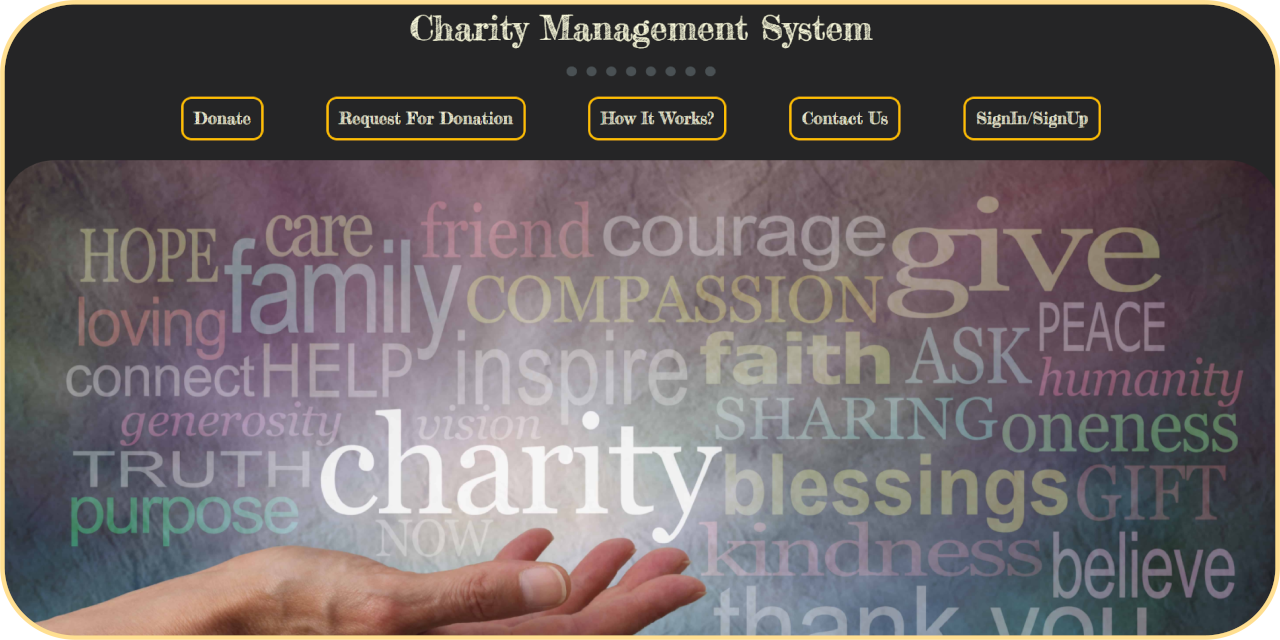 Charity Management System
Donate
Request For Donation
How It Works?
Contact Us
SignIn/SignUp
HOPE care friend courage give
family
loving COMPASSION PEACE
connect HELP inspire faith ASK humanity
generosity vision SHARING oneness
TRUTH charity blessings GIFT
purpose NOW kindness believe
thank you